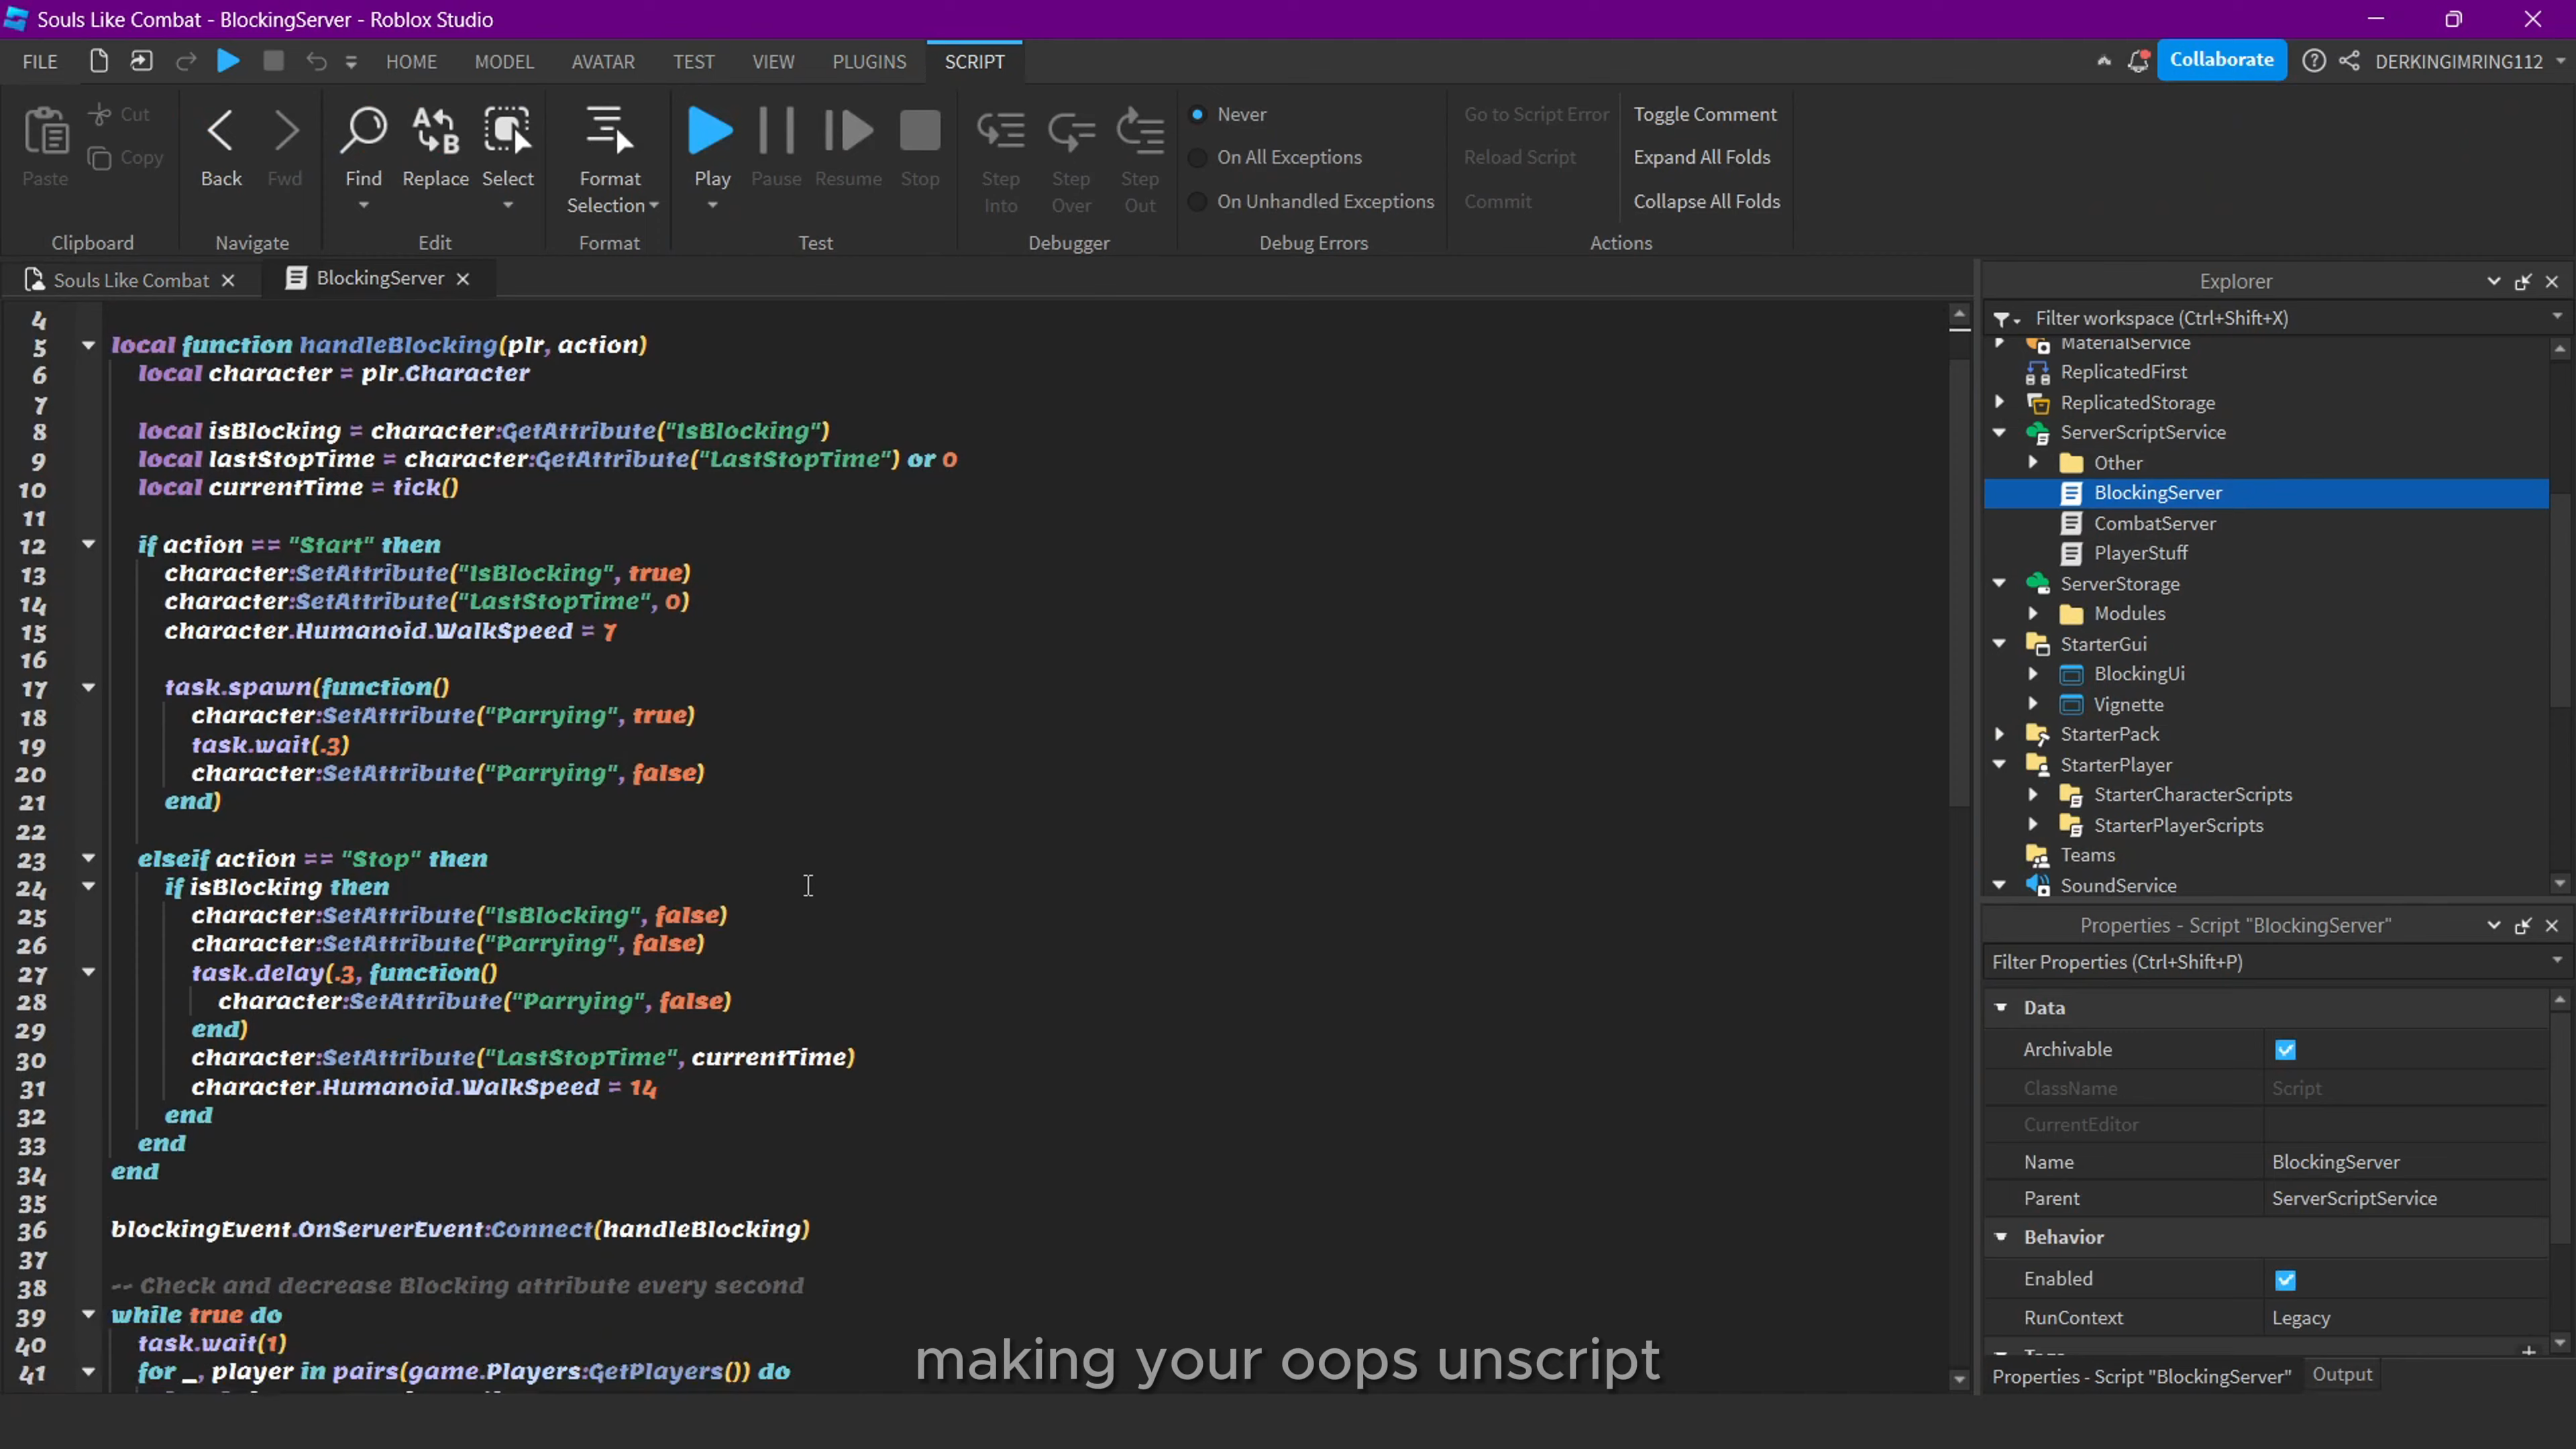 Souls Like Combat - BlockingServer - Roblox Studio
FILE HOME MODEL AVATAR TEST VIEW PLUGINS SCRIPT Collaborate DERKINGIMRING112
Paste Cut Copy Back Fwd Find Replace Select Format Selection Play Pause Resume Stop Step Into Step Over Step Out
Never
On All Exceptions
On Unhandled Exceptions
Go to Script Error
Reload Script
Commit
Toggle Comment
Expand All Folds
Collapse All Folds
Clipboard Navigate Edit Format Test Debugger Debug Errors Actions
Souls Like Combat BlockingServer
4
5 local function handleBlocking(plr, action)
6 local character = plr.Character
7
8 local isBlocking = character:GetAttribute("IsBlocking")
9 local lastStopTime = character:GetAttribute("LastStopTime") or 0
10 local currentTime = tick()
11
12 if action == "Start" then
13 character:SetAttribute("IsBlocking", true)
14 character:SetAttribute("LastStopTime", 0)
15 character.Humanoid.WalkSpeed = 7
16
17 task.spawn(function()
18 character:SetAttribute("Parrying", true)
19 task.wait(.3)
20 character:SetAttribute("Parrying", false)
21 end)
22
23 elseif action == "Stop" then
24 if isBlocking then
25 character:SetAttribute("IsBlocking", false)
26 character:SetAttribute("Parrying", false)
27 task.delay(.3, function()
28 character:SetAttribute("Parrying", false)
29 end)
30 character:SetAttribute("LastStopTime", currentTime)
31 character.Humanoid.WalkSpeed = 14
32 end
33 end
34 end
35
36 blockingEvent.OnServerEvent:Connect(handleBlocking)
37
38 -- Check and decrease Blocking attribute every second
39 while true do
40 task.wait(1)
41 for _, player in pairs(game.Players:GetPlayers()) do
making your oops unscript
Explorer
Filter workspace (Ctrl+Shift+X)
MaterialService
ReplicatedFirst
ReplicatedStorage
ServerScriptService
Other
BlockingServer
CombatServer
PlayerStuff
ServerStorage
Modules
StarterGui
BlockingUi
Vignette
StarterPack
StarterPlayer
StarterCharacterScripts
StarterPlayerScripts
Teams
SoundService
Properties - Script "BlockingServer"
Filter Properties (Ctrl+Shift+P)
Data
Archivable
ClassName Script
CurrentEditor
Name BlockingServer
Parent ServerScriptService
Behavior
Enabled
RunContext Legacy
Properties - Script "BlockingServer" Output